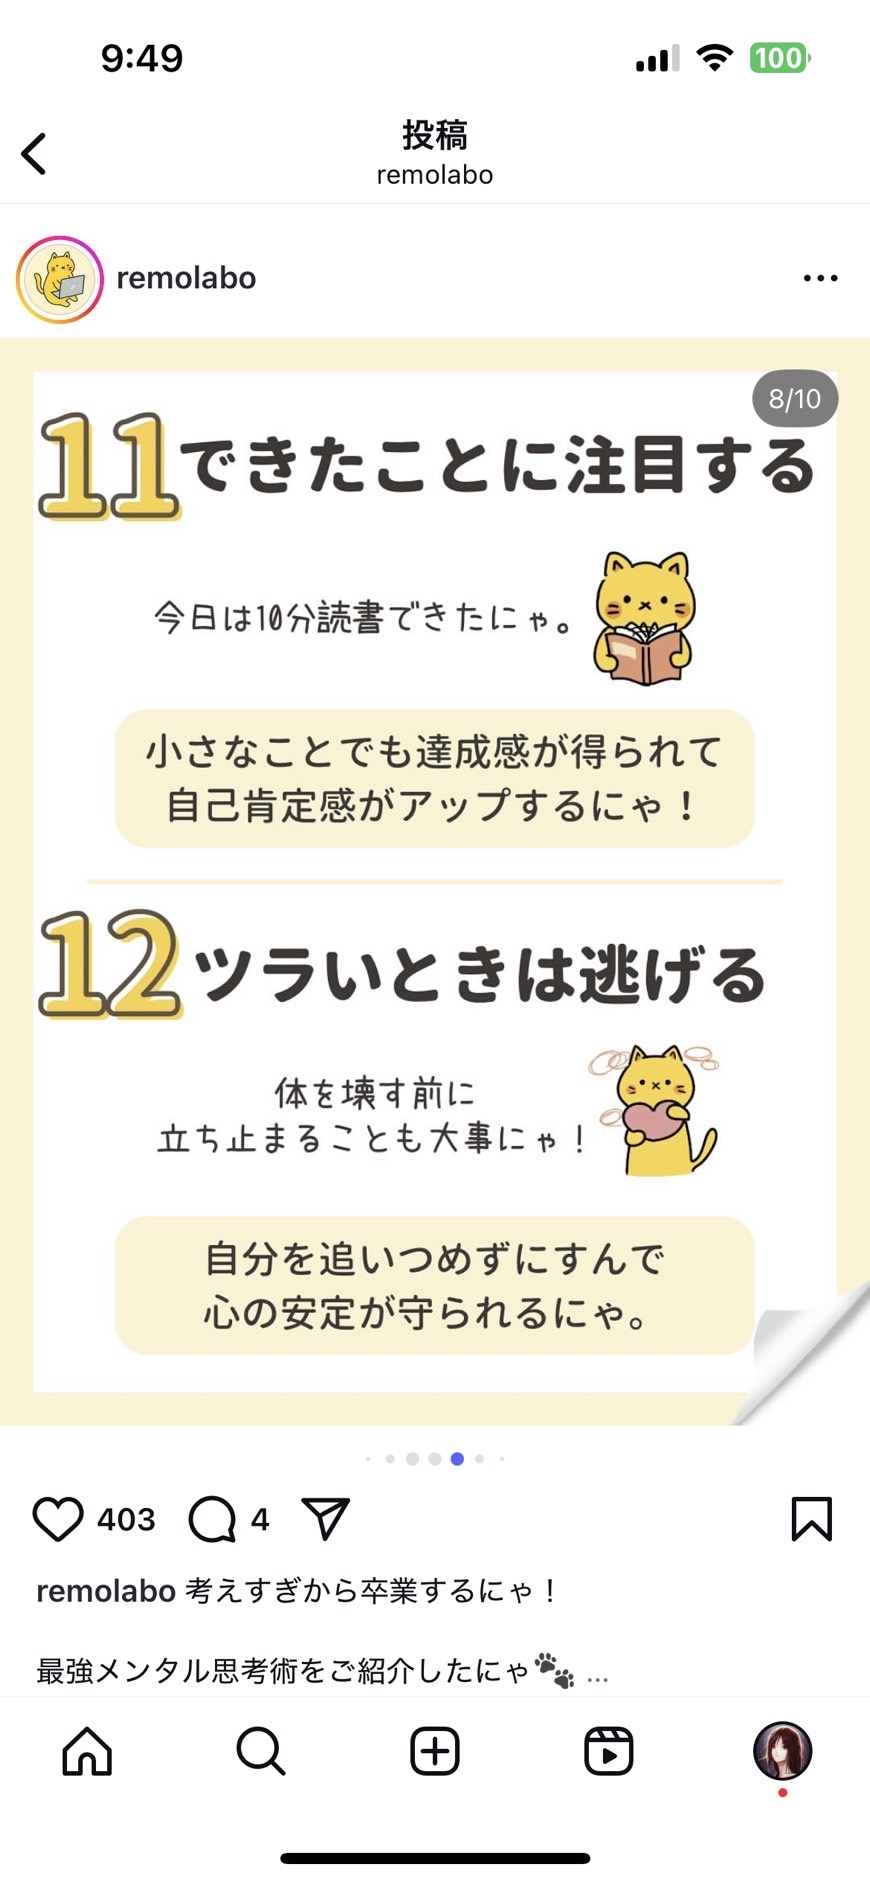 9:49
100
投稿
remolabo
remolabo
8/10
11できたことに注目する
今日は10分読書できたにゃ。
小さなことでも達成感が得られて
自己肯定感がアップするにゃ！
12ツラいときは逃げる
体を壊す前に
立ち止まることも大事にゃ！
自分を追いつめずにすんで
心の安定が守られるにゃ。
403 4
remolabo 考えすぎから卒業するにゃ！
最強メンタル思考術をご紹介したにゃ🐾 ...